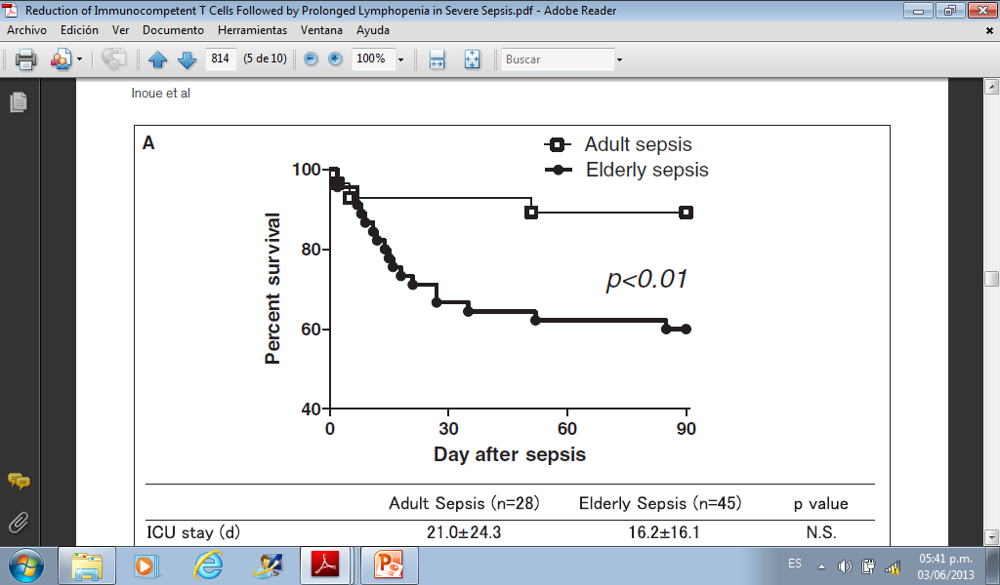 Reduction of Immunocompetent T Cells Followed by Prolonged Lymphopenia in Severe Sepsis.pdf - Adobe Reader
Archivo Edición Ver Documento Herramientas Ventana Ayuda
814 (5 de 10) 100% Buscar
Inoue et al
A
Adult sepsis
Elderly sepsis
100
80
60
40
Percent survival
p<0.01
0 30 60 90
Day after sepsis
Adult Sepsis (n=28) Elderly Sepsis (n=45) p value
ICU stay (d) 21.0±24.3 16.2±16.1 N.S.
ES 05:41 p.m.
03/06/2013